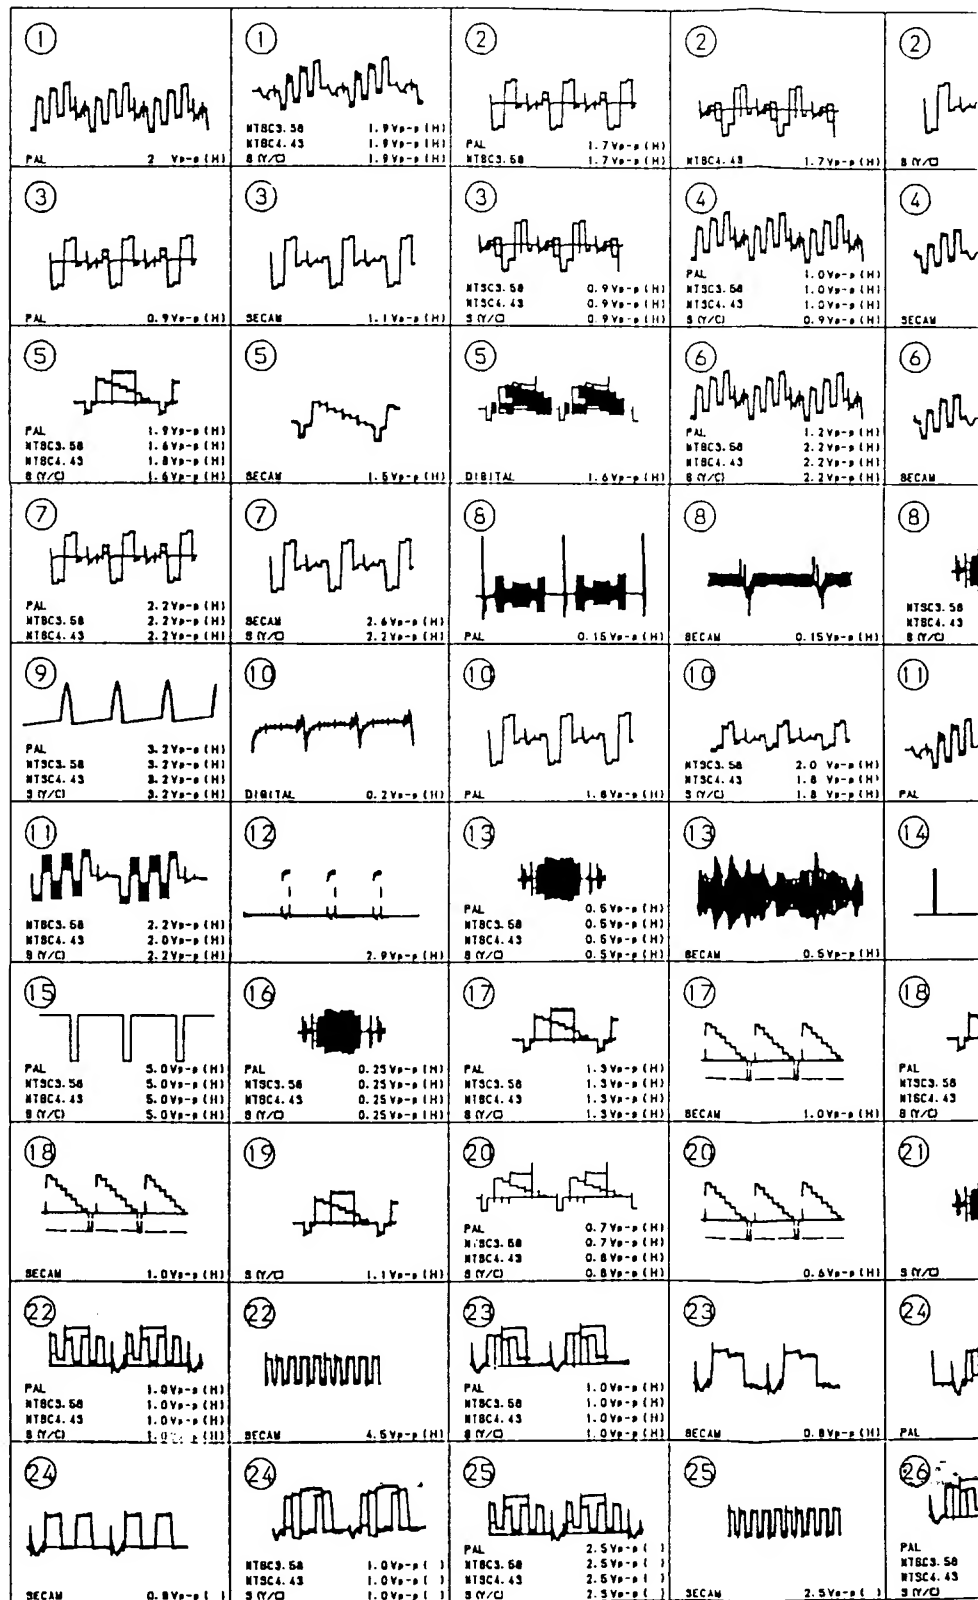 1 1 2 2 2
PAL 2 Vp-p (H)
NTSC3.58 1.9Vp-p (H)
NTSC4.43 1.9Vp-p (H)
S (Y/C) 1.9Vp-p (H)
PAL 1.7Vp-p (H)
NTSC3.58 1.7Vp-p (H)
NTSC4.43 1.7Vp-p (H)
S (Y/C)
3 3 3 4 4
PAL 0.9Vp-p (H)
SECAM 1.1Vp-p (H)
NTSC3.58 0.9Vp-p (H)
NTSC4.43 0.9Vp-p (H)
S (Y/C) 0.9Vp-p (H)
PAL 1.0Vp-p (H)
NTSC3.58 1.0Vp-p (H)
NTSC4.43 1.0Vp-p (H)
S (Y/C) 0.9Vp-p (H)
SECAM
5 5 5 6 6
PAL 1.9Vp-p (H)
NTSC3.58 1.6Vp-p (H)
NTSC4.43 1.8Vp-p (H)
S (Y/C) 1.6Vp-p (H)
SECAM 1.5Vp-p (H)
DIGITAL 1.6Vp-p (H)
PAL 1.2Vp-p (H)
NTSC3.58 2.2Vp-p (H)
NTSC4.43 2.2Vp-p (H)
S (Y/C) 2.2Vp-p (H)
SECAM
7 7 8 8 8
PAL 2.2Vp-p (H)
NTSC3.58 2.2Vp-p (H)
NTSC4.43 2.2Vp-p (H)
SECAM 2.6Vp-p (H)
S (Y/C) 2.2Vp-p (H)
PAL 0.15Vp-p (H)
SECAM 0.15Vp-p (H)
NTSC3.58
NTSC4.43
S (Y/C)
9 10 10 10 11
PAL 3.2Vp-p (H)
NTSC3.58 3.2Vp-p (H)
NTSC4.43 3.2Vp-p (H)
S (Y/C) 3.2Vp-p (H)
DIGITAL 0.2Vp-p (H)
PAL 1.8Vp-p (H)
NTSC3.58 2.0 Vp-p (H)
NTSC4.43 1.8 Vp-p (H)
S (Y/C) 1.8 Vp-p (H)
PAL
11 12 13 13 14
NTSC3.58 2.2Vp-p (H)
NTSC4.43 2.0Vp-p (H)
S (Y/C) 2.2Vp-p (H)
2.9Vp-p (H)
PAL 0.5Vp-p (H)
NTSC3.58 0.5Vp-p (H)
NTSC4.43 0.5Vp-p (H)
S (Y/C) 0.5Vp-p (H)
SECAM 0.5Vp-p (H)
15 16 17 17 18
PAL 5.0Vp-p (H)
NTSC3.58 5.0Vp-p (H)
NTSC4.43 5.0Vp-p (H)
S (Y/C) 5.0Vp-p (H)
PAL 0.25Vp-p (H)
NTSC3.58 0.25Vp-p (H)
NTSC4.43 0.25Vp-p (H)
S (Y/C) 0.25Vp-p (H)
PAL 1.3Vp-p (H)
NTSC3.58 1.3Vp-p (H)
NTSC4.43 1.3Vp-p (H)
S (Y/C) 1.3Vp-p (H)
SECAM 1.0Vp-p (H)
PAL
NTSC3.58
NTSC4.43
S (Y/C)
18 19 20 20 21
SECAM 1.0Vp-p (H)
S (Y/C) 1.1Vp-p (H)
PAL 0.7Vp-p (H)
NTSC3.58 0.7Vp-p (H)
NTSC4.43 0.8Vp-p (H)
S (Y/C) 0.8Vp-p (H)
0.6Vp-p (H)
S (Y/C)
22 22 23 23 24
PAL 1.0Vp-p (H)
NTSC3.58 1.0Vp-p (H)
NTSC4.43 1.0Vp-p (H)
S (Y/C) 1.0Vp-p (H)
SECAM 4.5Vp-p (H)
PAL 1.0Vp-p (H)
NTSC3.58 1.0Vp-p (H)
NTSC4.43 1.0Vp-p (H)
S (Y/C) 1.0Vp-p (H)
SECAM 0.8Vp-p (H)
PAL
24 24 25 25 26
SECAM 0.8Vp-p ( )
NTSC3.58 1.0Vp-p ( )
NTSC4.43 1.0Vp-p ( )
S (Y/C) 1.0Vp-p ( )
PAL 2.5Vp-p ( )
NTSC3.58 2.5Vp-p ( )
NTSC4.43 2.5Vp-p ( )
S (Y/C) 2.5Vp-p ( )
SECAM 2.5Vp-p ( )
PAL
NTSC3.58
NTSC4.43
S (Y/C)